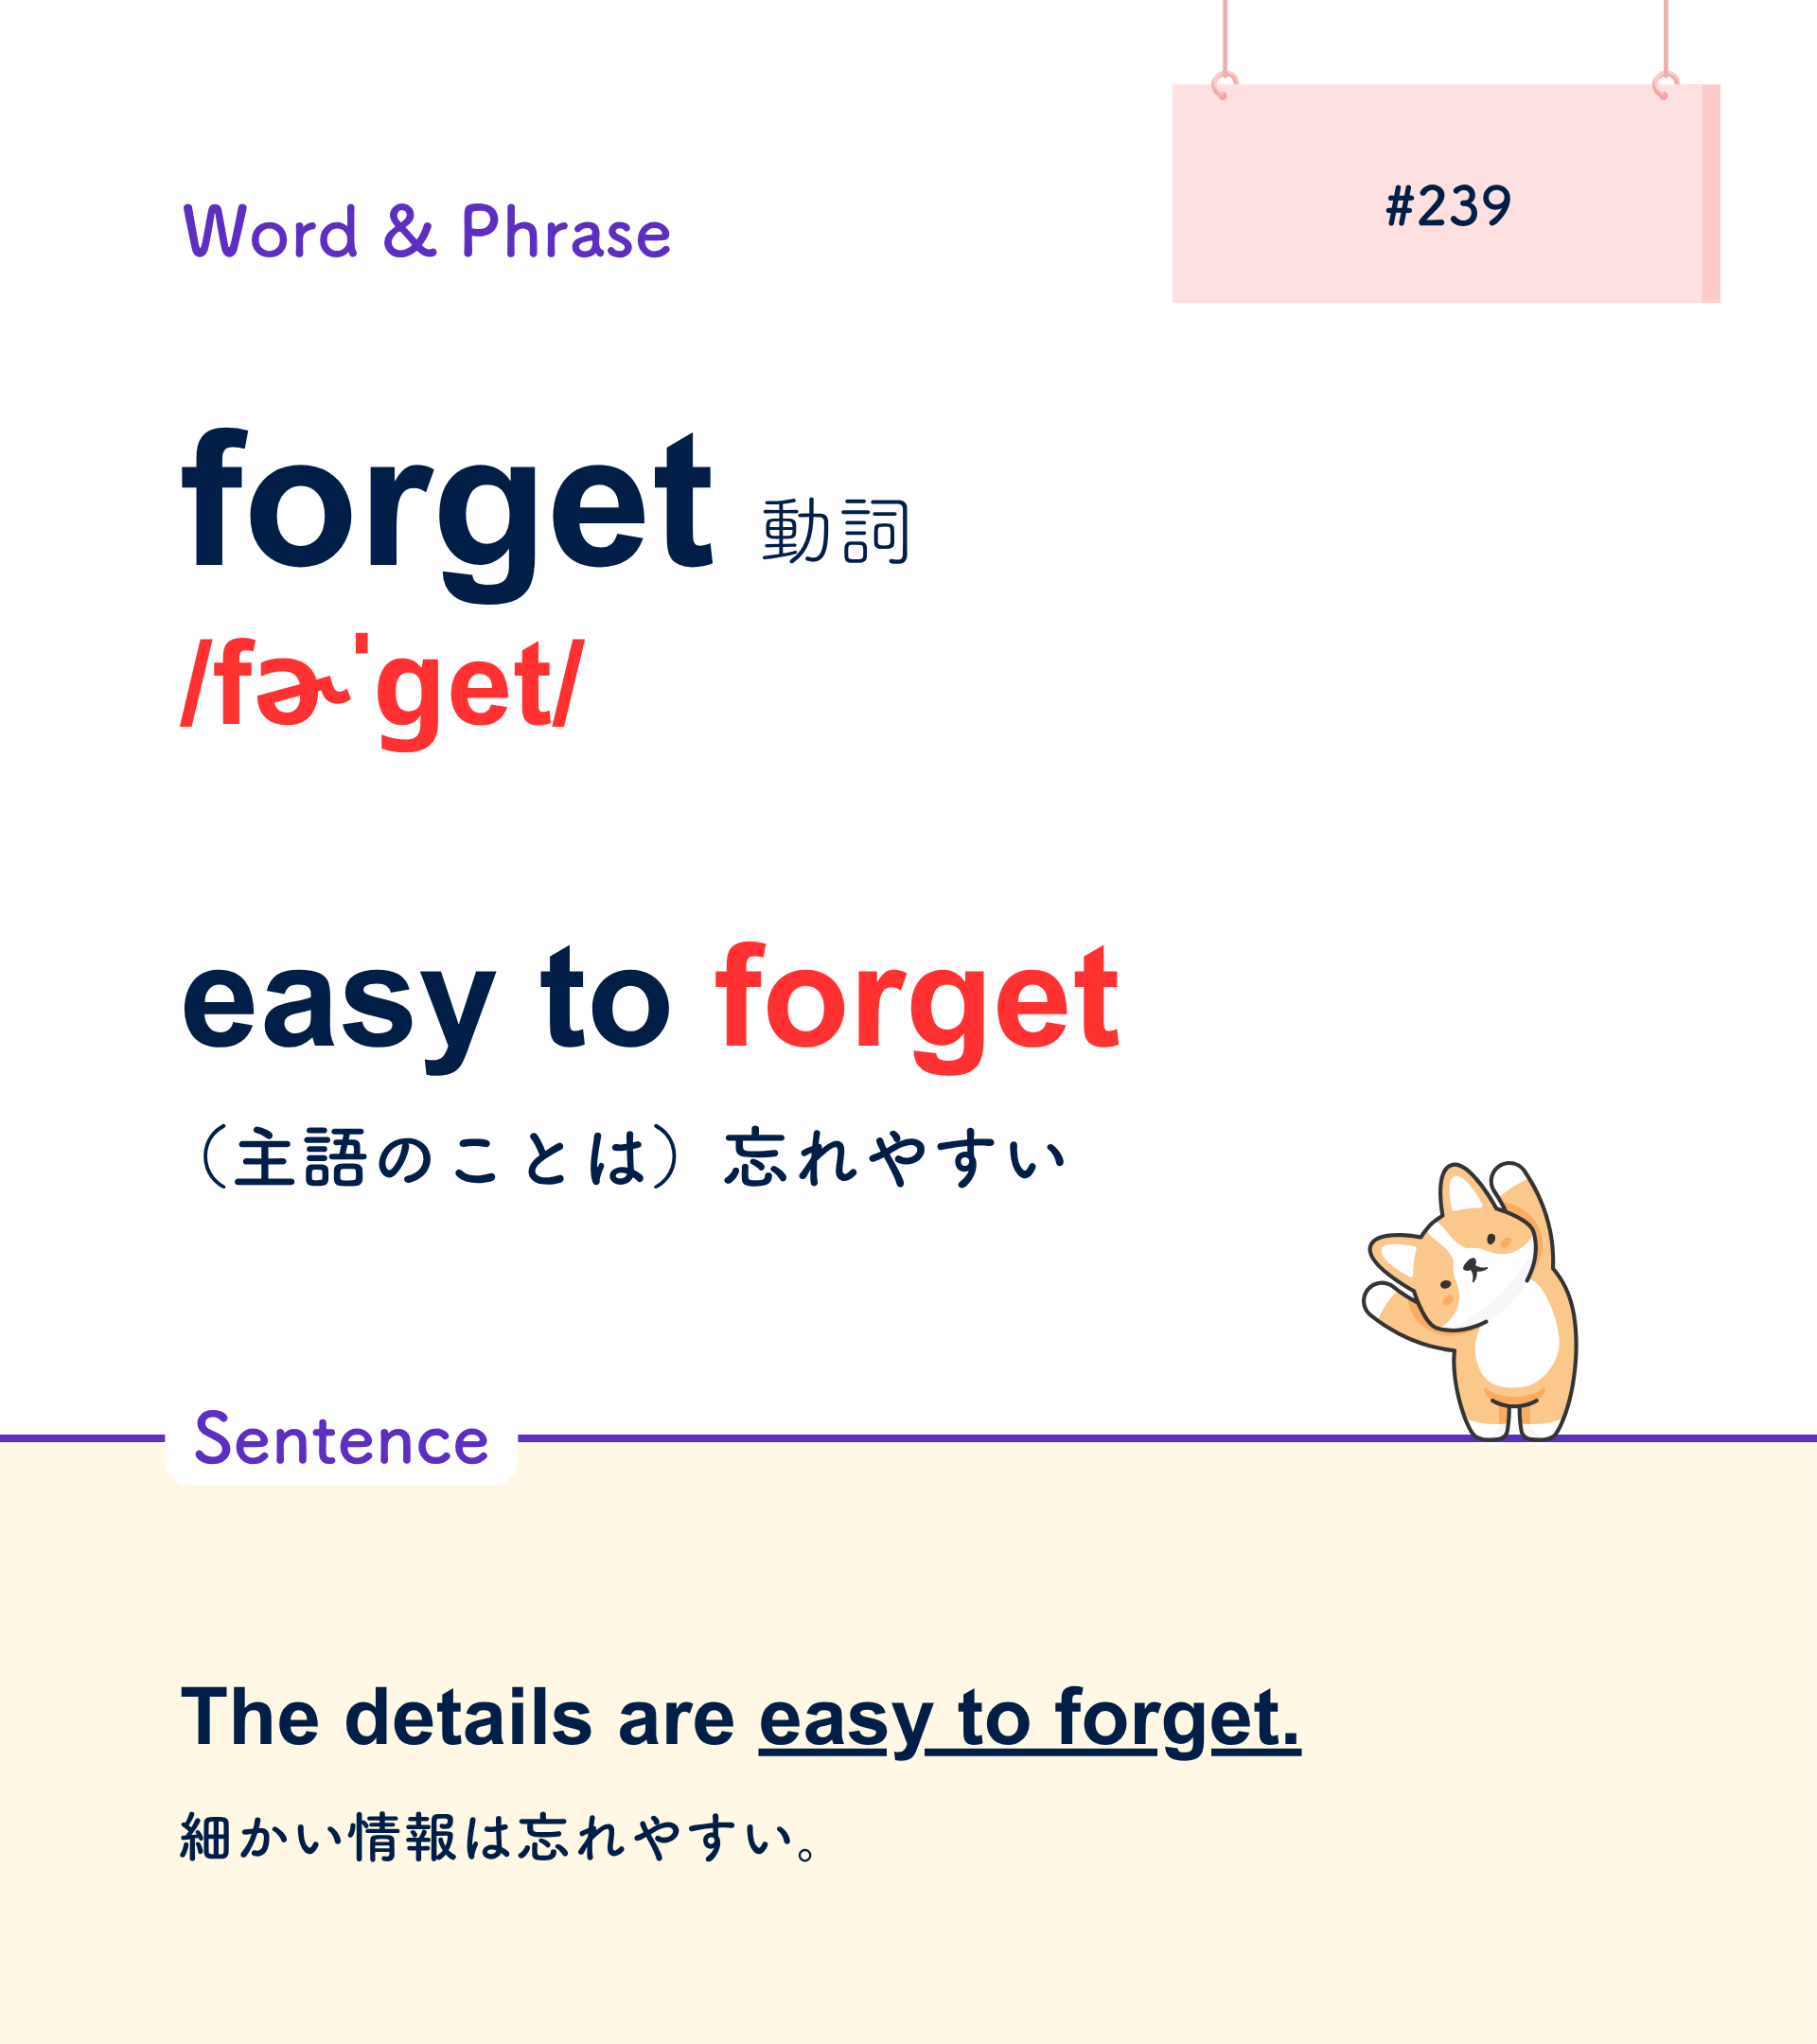 #239
Word & Phrase
forget 動詞
/fɚˈget/
easy to forget
（主語のことは）忘れやすい
Sentence
The details are easy to forget.
細かい情報は忘れやすい。